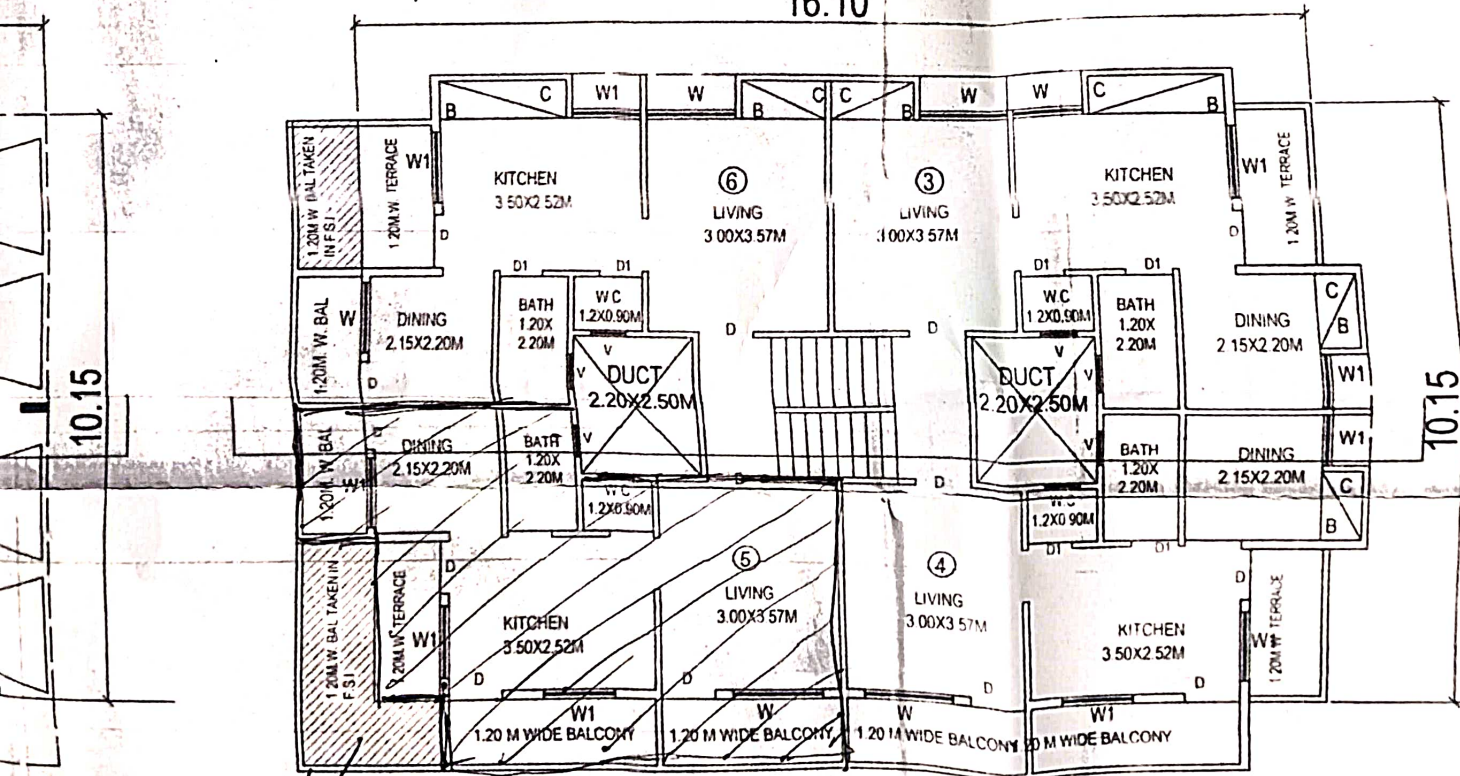 16.10
10.15
10.15
C
B
W1
W
C
B
C
B
W
W
C
B
1.20M.W. BAL TAKEN
IN F.S.I
1.20M.W. TERRACE
W1
D
KITCHEN
3.50X2.52M
6
LIVING
3.00X3.57M
3
LIVING
3.00X3.57M
KITCHEN
3.50X2.52M
W1
D
1.20M.W. TERRACE
D1
D1
D1
D1
1.20M. W. BAL
W
D
DINING
2.15X2.20M
BATH
1.20X
2.20M
W.C
1.2X0.90M
D
D
W.C
1.2X0.90M
BATH
1.20X
2.20M
DINING
2.15X2.20M
C
B
W1
V
V
DUCT
2.20X2.50M
V
V
DUCT
2.20X2.50M
V
V
1.20M. W. BAL
W1
D
DINING
2.15X2.20M
BATH
1.20X
2.20M
W.C
1.2X0.90M
D
D
W.C
1.2X0.90M
BATH
1.20X
2.20M
DINING
2.15X2.20M
W1
C
B
D1
D1
1.20M.W. BAL TAKEN IN
F.S.I
1.20M.W. TERRACE
W1
D
KITCHEN
3.50X2.52M
5
LIVING
3.00X3.57M
4
LIVING
3.00X3.57M
KITCHEN
3.50X2.52M
D
W1
1.20M.W. TERRACE
D
D
D
D
W1
1.20 M WIDE BALCONY
W
1.20 M WIDE BALCONY
W
1.20 M WIDE BALCONY
W1
M WIDE BALCONY